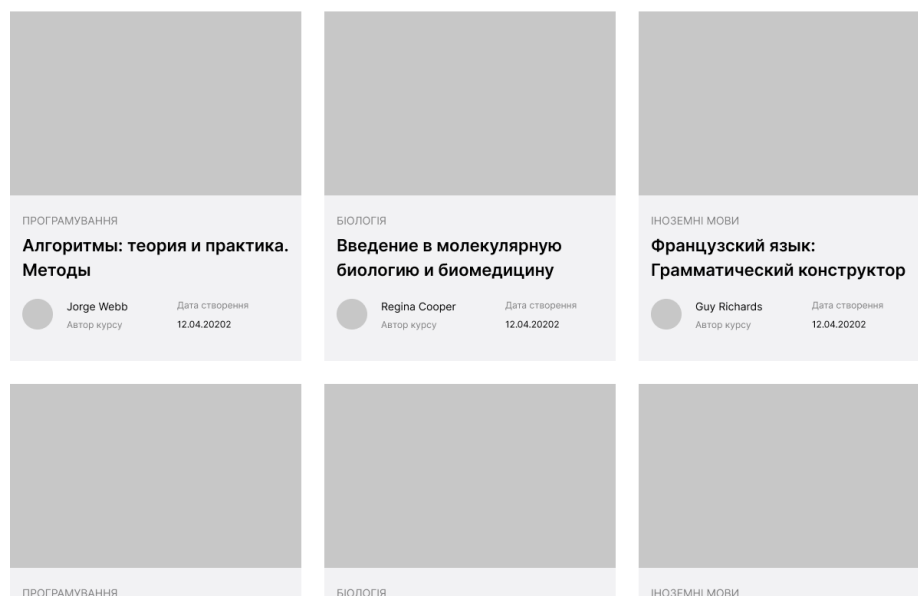 ПРОГРАМУВАННЯ
Алгоритмы: теория и практика.
Методы
Jorge Webb
Автор курсу
Дата створення
12.04.20202
БІОЛОГІЯ
Введение в молекулярную
биологию и биомедицину
Regina Cooper
Автор курсу
Дата створення
12.04.20202
ІНОЗЕМНІ МОВИ
Французский язык:
Грамматический конструктор
Guy Richards
Автор курсу
Дата створення
12.04.20202
ПРОГРАМУВАННЯ
БІОЛОГІЯ
ІНОЗЕМНІ МОВИ